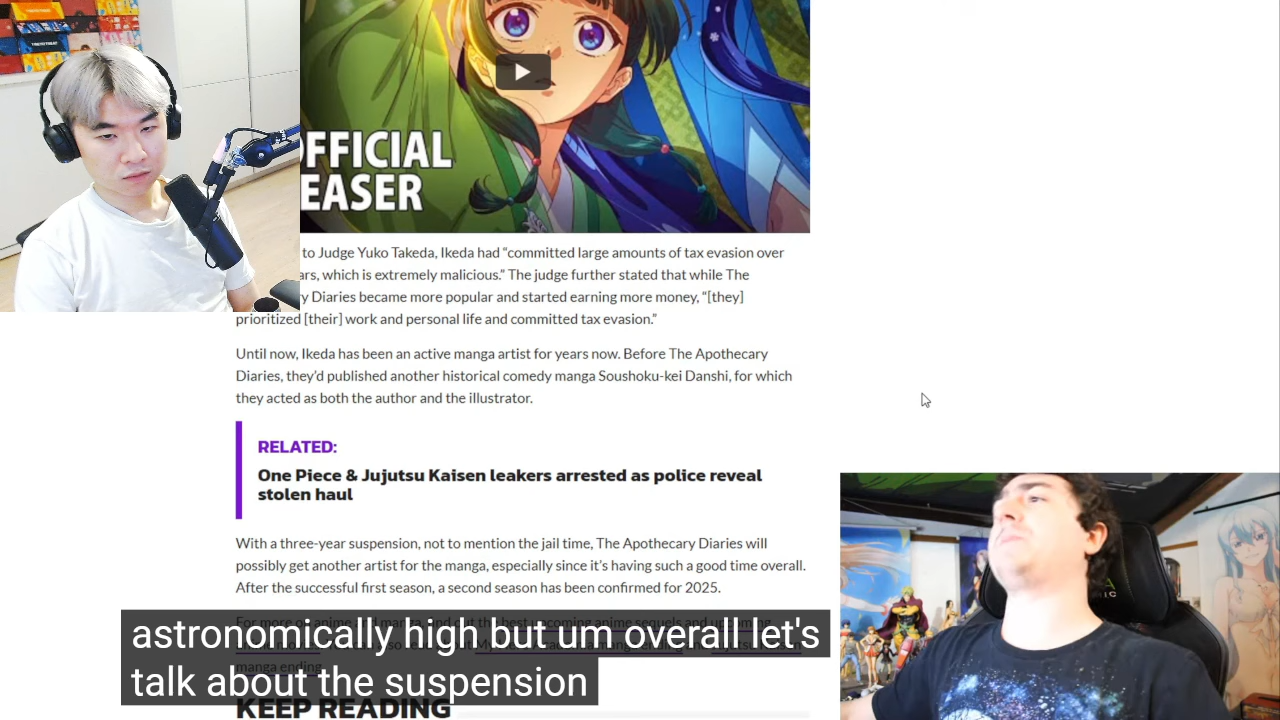 OFFICIAL
TEASER
to Judge Yuko Takeda, Ikeda had “committed large amounts of tax evasion over
ars, which is extremely malicious.” The judge further stated that while The
ry Diaries became more popular and started earning more money, “[they]
prioritized [their] work and personal life and committed tax evasion.”
Until now, Ikeda has been an active manga artist for years now. Before The Apothecary
Diaries, they’d published another historical comedy manga Soushoku-kei Danshi, for which
they acted as both the author and the illustrator.
RELATED:
One Piece & Jujutsu Kaisen leakers arrested as police reveal
stolen haul
With a three-year suspension, not to mention the jail time, The Apothecary Diaries will
possibly get another artist for the manga, especially since it’s having such a good time overall.
After the successful first season, a second season has been confirmed for 2025.
astronomically high but um overall let's
talk about the suspension
manga ending
KEEP READING